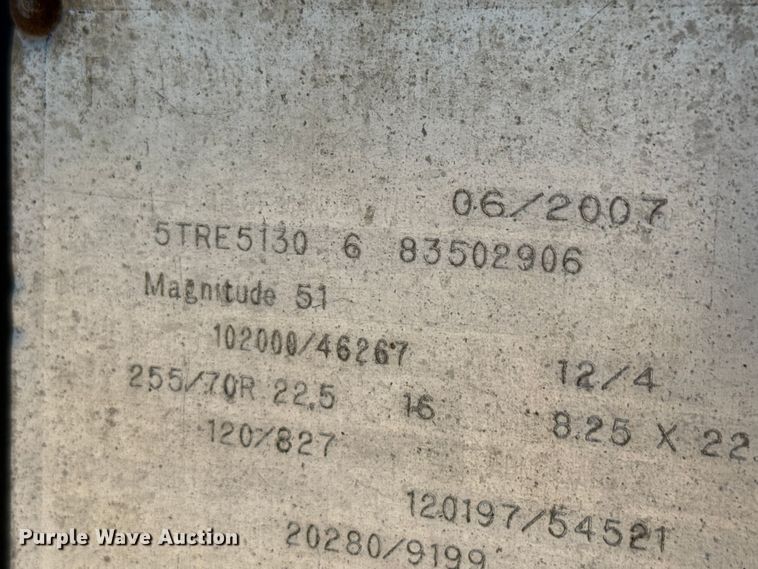 06/2007
5TRE5130 6 83502906
Magnitude 51
102000/46267 12/4
255/70R 22.5 16 8.25 X 22.
120/827
120197/54521
20280/9199
Purple Wave Auction